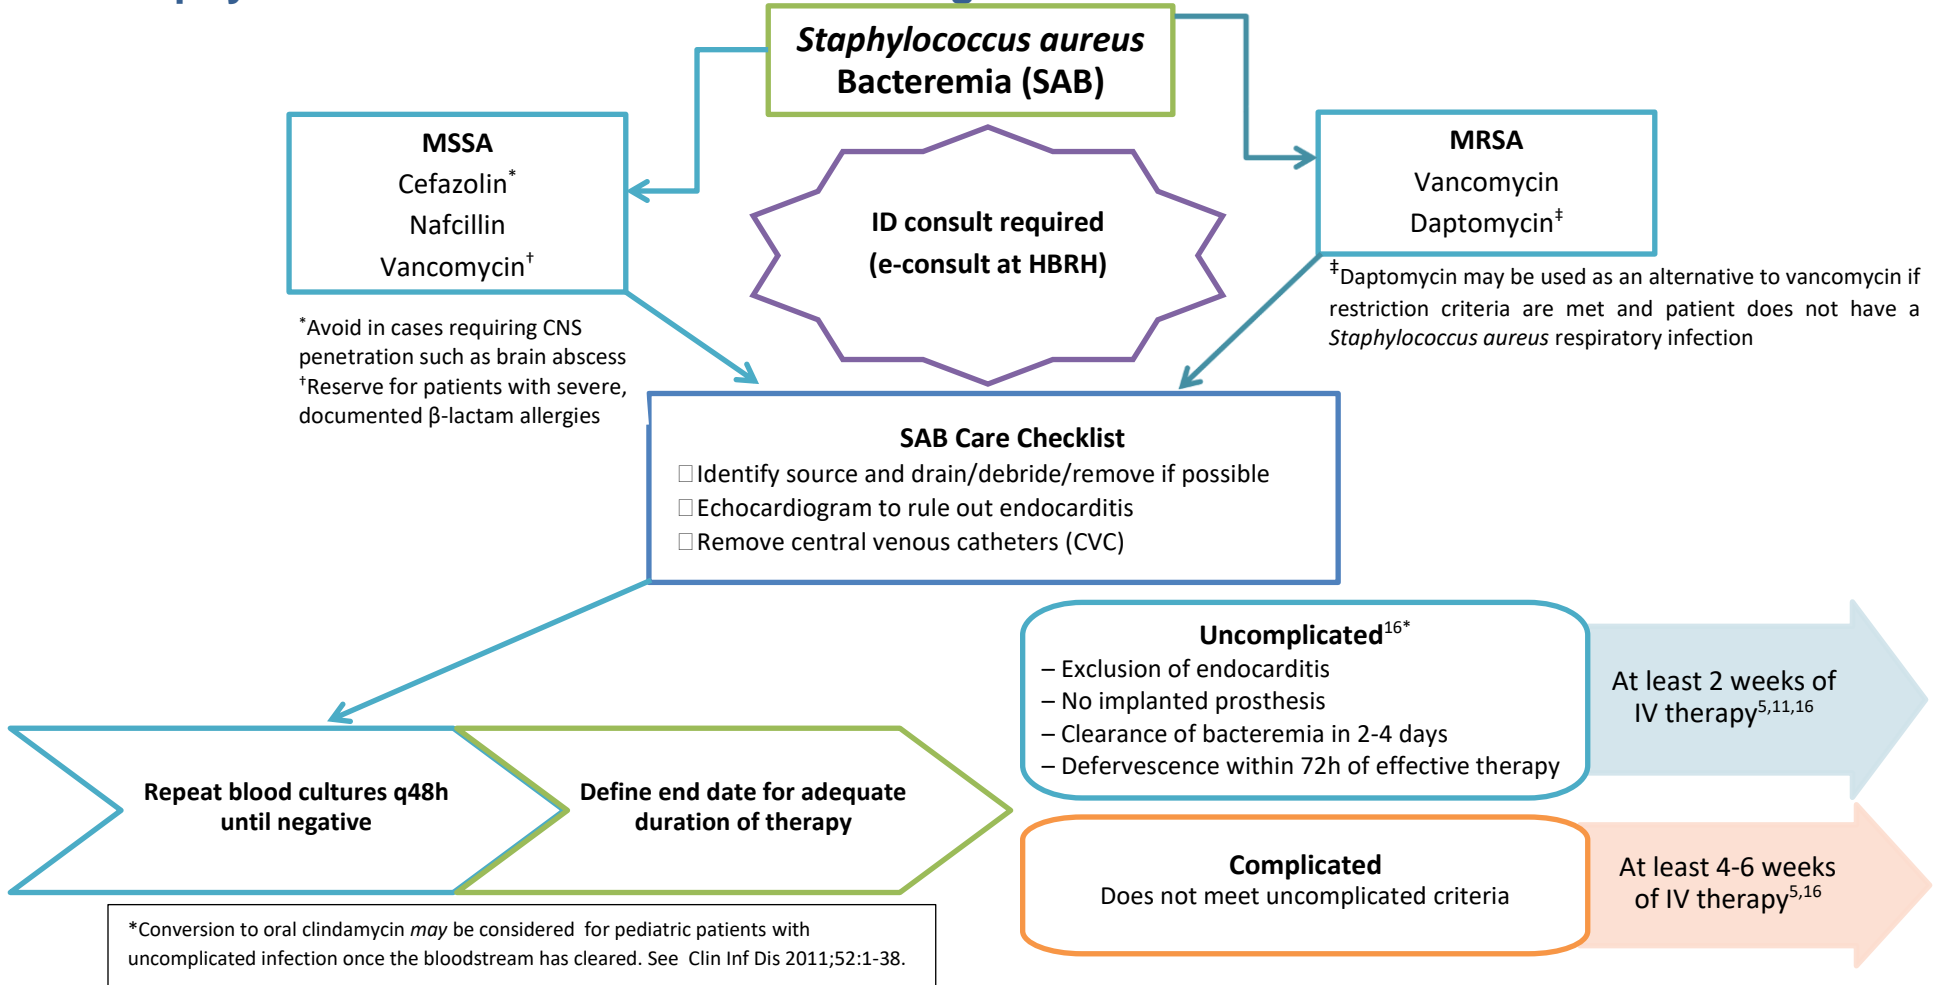 Staphylococcus aureus
Bacteremia (SAB)
MSSA
Cefazolin*
Nafcillin
Vancomycin†
ID consult required
(e-consult at HBRH)
MRSA
Vancomycin
Daptomycin‡
*Avoid in cases requiring CNS
penetration such as brain abscess
†Reserve for patients with severe,
documented β-lactam allergies
‡Daptomycin may be used as an alternative to vancomycin if
restriction criteria are met and patient does not have a
Staphylococcus aureus respiratory infection
SAB Care Checklist
□Identify source and drain/debride/remove if possible
□Echocardiogram to rule out endocarditis
□Remove central venous catheters (CVC)
Repeat blood cultures q48h
until negative
Define end date for adequate
duration of therapy
Uncomplicated16*
– Exclusion of endocarditis
– No implanted prosthesis
– Clearance of bacteremia in 2-4 days
– Defervescence within 72h of effective therapy
At least 2 weeks of
IV therapy5,11,16
Complicated
Does not meet uncomplicated criteria
At least 4-6 weeks
of IV therapy5,16
*Conversion to oral clindamycin may be considered for pediatric patients with
uncomplicated infection once the bloodstream has cleared. See Clin Inf Dis 2011;52:1-38.